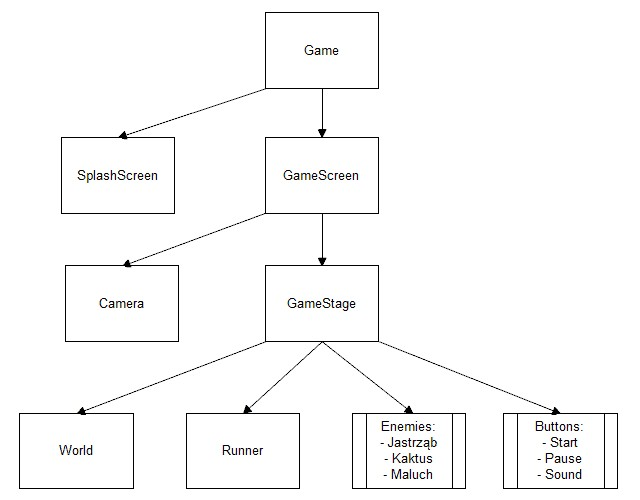 Game
SplashScreen
GameScreen
Camera
GameStage
World
Runner
Enemies:
- Jastrząb
- Kaktus
- Maluch
Buttons:
- Start
- Pause
- Sound